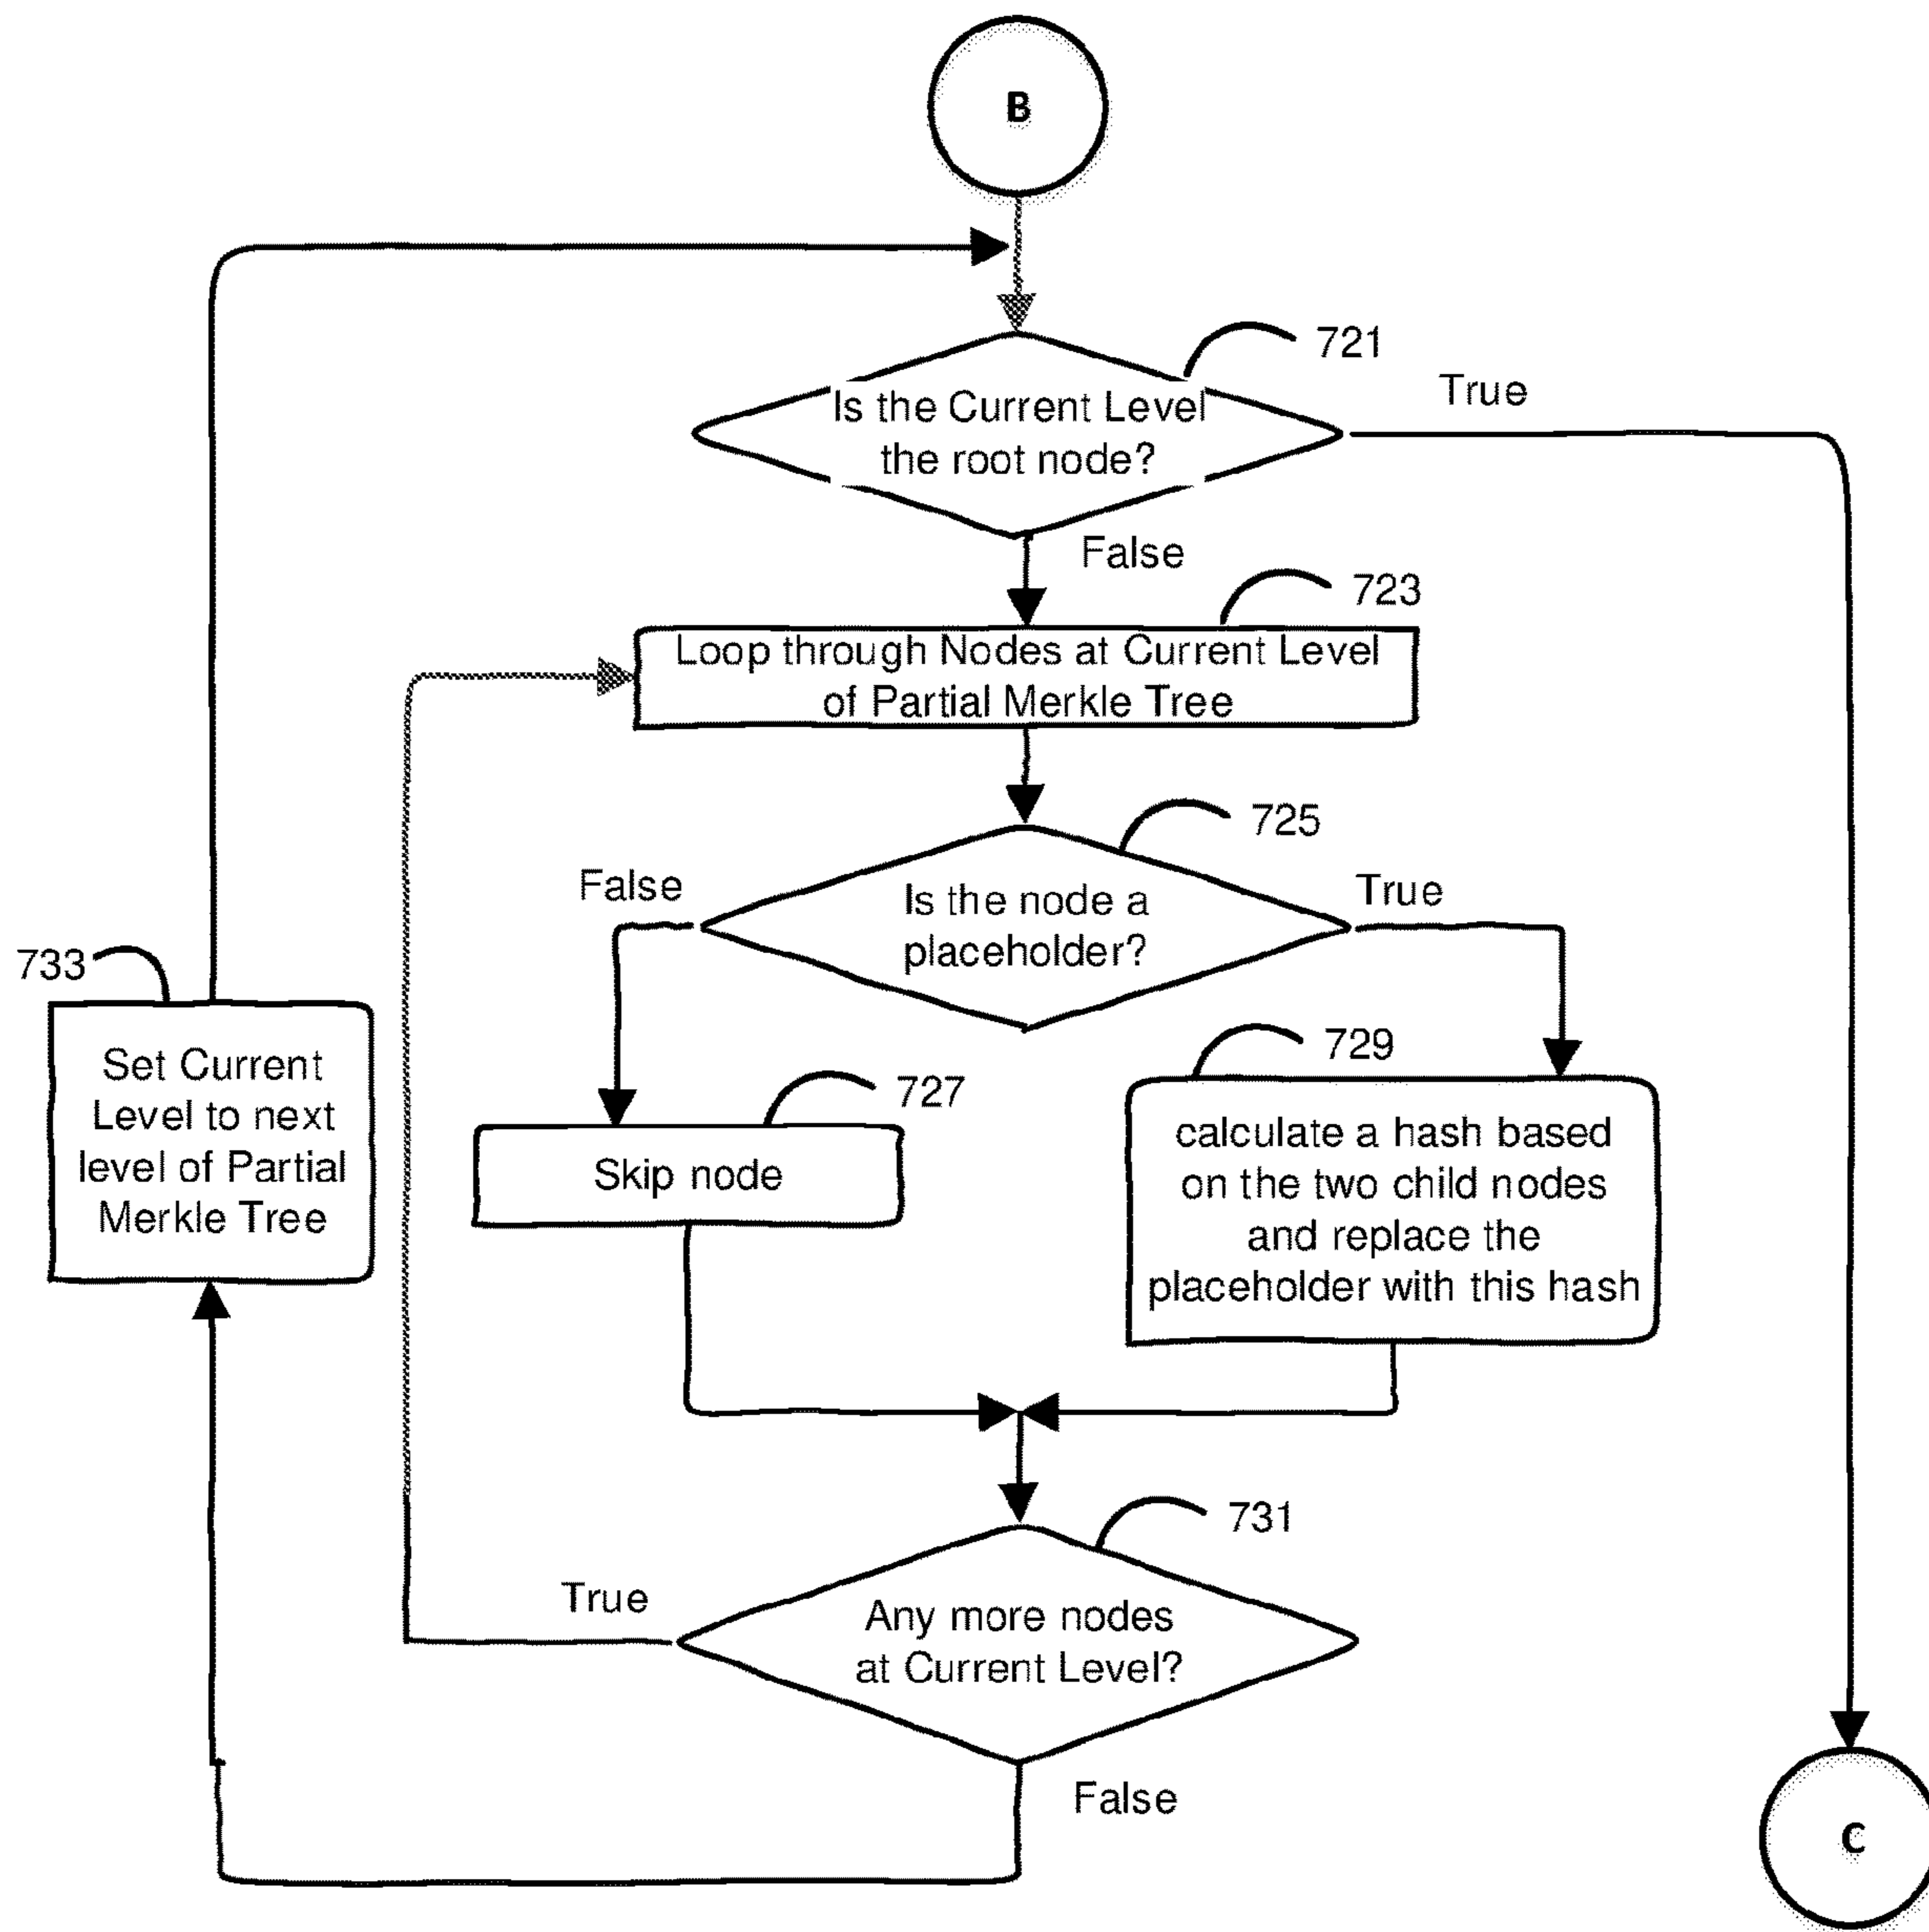 B
721
Is the Current Level
the root node?
True
False
723
Loop through Nodes at Current Level
of Partial Merkle Tree
725
Is the node a
placeholder?
False
True
733
Set Current
Level to next
level of Partial
Merkle Tree
727
Skip node
729
calculate a hash based
on the two child nodes
and replace the
placeholder with this hash
731
Any more nodes
at Current Level?
True
False
C